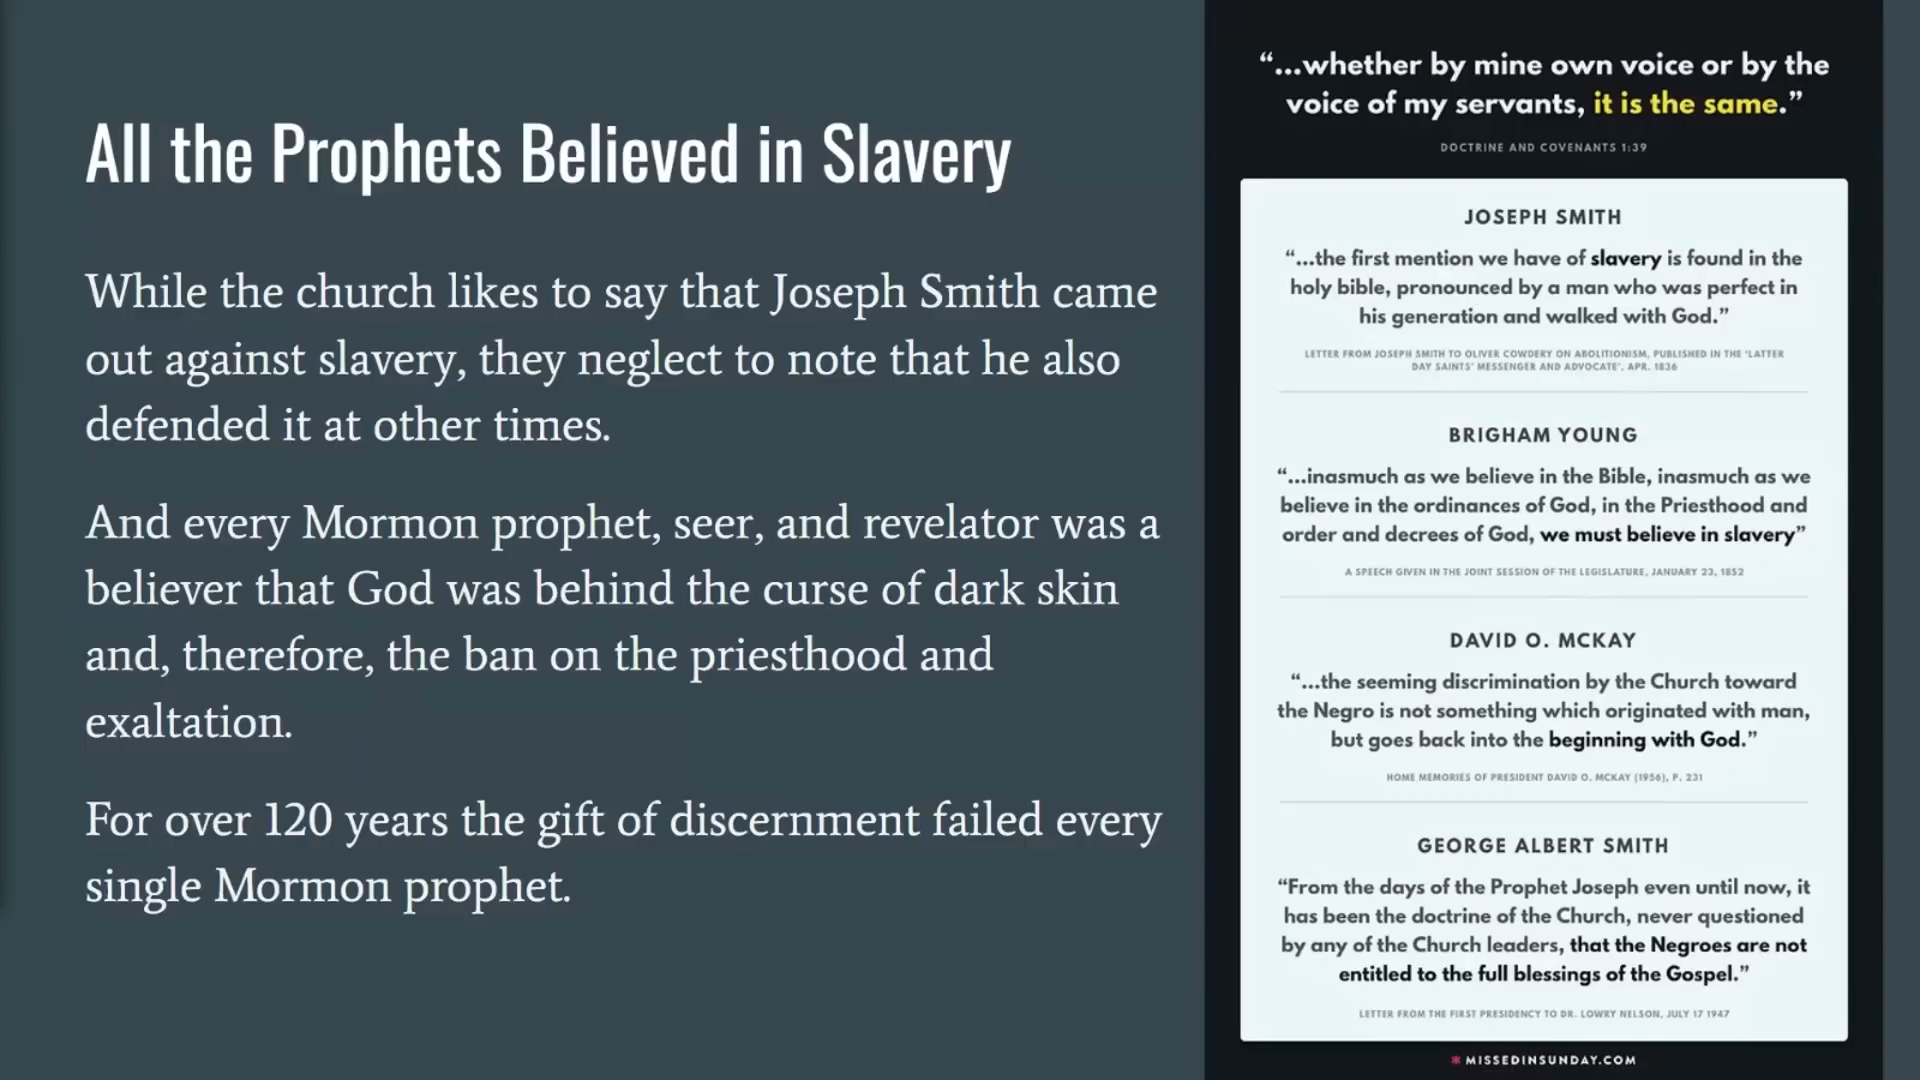 All the Prophets Believed in Slavery
While the church likes to say that Joseph Smith came
out against slavery, they neglect to note that he also
defended it at other times.
And every Mormon prophet, seer, and revelator was a
believer that God was behind the curse of dark skin
and, therefore, the ban on the priesthood and
exaltation.
For over 120 years the gift of discernment failed every
single Mormon prophet.
“...whether by mine own voice or by the
voice of my servants, it is the same.”
DOCTRINE AND COVENANTS 1:39
JOSEPH SMITH
“...the first mention we have of slavery is found in the
holy bible, pronounced by a man who was perfect in
his generation and walked with God.”
LETTER FROM JOSEPH SMITH TO OLIVER COWDERY ON ABOLITIONISM, PUBLISHED IN THE "LATTER
DAY SAINTS' MESSENGER AND ADVOCATE", APR. 1836
BRIGHAM YOUNG
“...inasmuch as we believe in the Bible, inasmuch as we
believe in the ordinances of God, in the Priesthood and
order and decrees of God, we must believe in slavery”
A SPEECH GIVEN IN THE JOINT SESSION OF THE LEGISLATURE, JANUARY 23, 1852
DAVID O. MCKAY
“...the seeming discrimination by the Church toward
the Negro is not something which originated with man,
but goes back into the beginning with God.”
HOME MEMORIES OF PRESIDENT DAVID O. MCKAY (1956), P. 231
GEORGE ALBERT SMITH
“From the days of the Prophet Joseph even until now, it
has been the doctrine of the Church, never questioned
by any of the Church leaders, that the Negroes are not
entitled to the full blessings of the Gospel.”
LETTER FROM THE FIRST PRESIDENCY TO DR. LOWRY NELSON, JULY 17 1947
* MISSEDINSUNDAY.COM